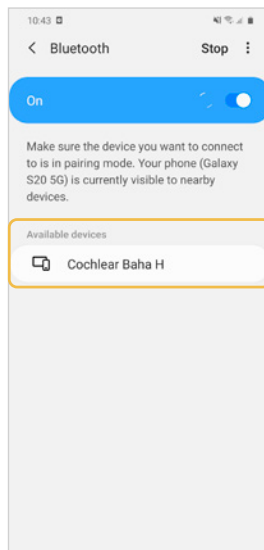 10:43
Bluetooth
Stop
On
Make sure the device you want to connect
to is in pairing mode. Your phone (Galaxy
S20 5G) is currently visible to nearby
devices.
Available devices
Cochlear Baha H